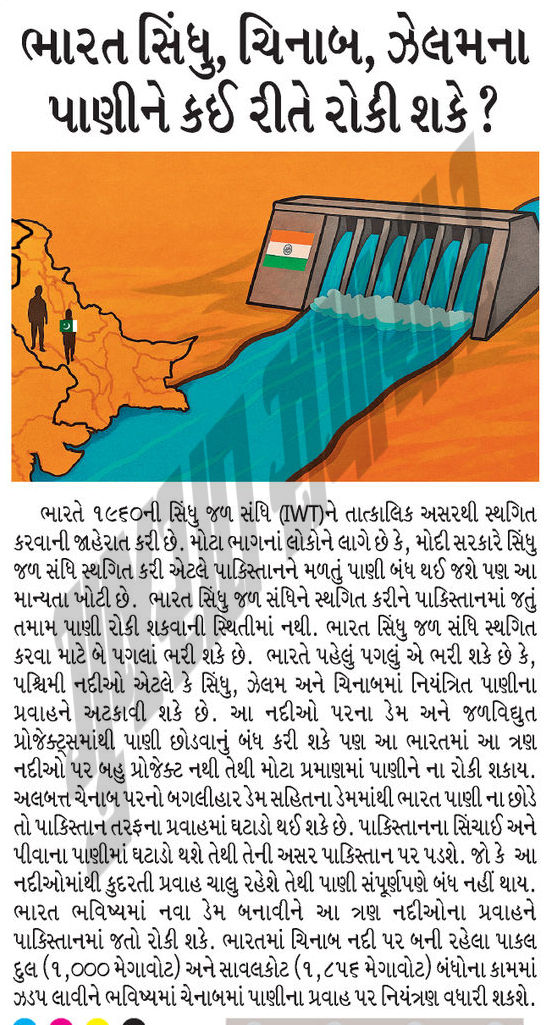 ભારત સિંધુ, ચિનાબ, ઝેલમના
પાણીને કઈ રીતે રોકી શકે ?
ભારતે ૧૯૬૦ની સિંધુ જળ સંધિ (IWT)ને તાત્કાલિક અસરથી સ્થગિત
કરવાની જાહેરાત કરી છે. મોટા ભાગનાં લોકોને લાગે છે કે, મોદી સરકારે સિંધુ
જળ સંધિ સ્થગિત કરી એટલે પાકિસ્તાનને મળતું પાણી બંધ થઈ જશે પણ આ
માન્યતા ખોટી છે. ભારત સિંધુ જળ સંધિને સ્થગિત કરીને પાકિસ્તાનમાં જતું
તમામ પાણી રોકી શકવાની સ્થિતીમાં નથી. ભારત સિંધુ જળ સંધિ સ્થગિત
કરવા માટે બે પગલાં ભરી શકે છે. ભારતે પહેલું પગલું એ ભરી શકે છે કે,
પશ્ચિમી નદીઓ એટલે કે સિંધુ, ઝેલમ અને ચિનાબમાં નિયંત્રિત પાણીના
પ્રવાહને અટકાવી શકે છે. આ નદીઓ પરના ડેમ અને જળવિદ્યુત
પ્રોજેક્ટ્સમાંથી પાણી છોડવાનું બંધ કરી શકે પણ આ ભારતમાં આ ત્રણ
નદીઓ પર બહુ પ્રોજેક્ટ નથી તેથી મોટા પ્રમાણમાં પાણીને ના રોકી શકાય.
અલબત્ત ચેનાબ પરનો બગલીહાર ડેમ સહિતના ડેમમાંથી ભારત પાણી ના છોડે
તો પાકિસ્તાન તરફના પ્રવાહમાં ઘટાડો થઈ શકે છે. પાકિસ્તાનના સિંચાઈ અને
પીવાના પાણીમાં ઘટાડો થશે તેથી તેની અસર પાકિસ્તાન પર પડશે. જો કે આ
નદીઓમાંથી કુદરતી પ્રવાહ ચાલુ રહેશે તેથી પાણી સંપૂર્ણપણે બંધ નહીં થાય.
ભારત ભવિષ્યમાં નવા ડેમ બનાવીને આ ત્રણ નદીઓના પ્રવાહને
પાકિસ્તાનમાં જતો રોકી શકે. ભારતમાં ચિનાબ નદી પર બની રહેલા પાકલ
દુલ (૧,૦૦૦ મેગાવોટ) અને સાવલકોટ (૧,૮૫૬ મેગાવોટ) બંધોના કામમાં
ઝડપ લાવીને ભવિષ્યમાં ચેનાબમાં પાણીના પ્રવાહ પર નિયંત્રણ વધારી શકશે.